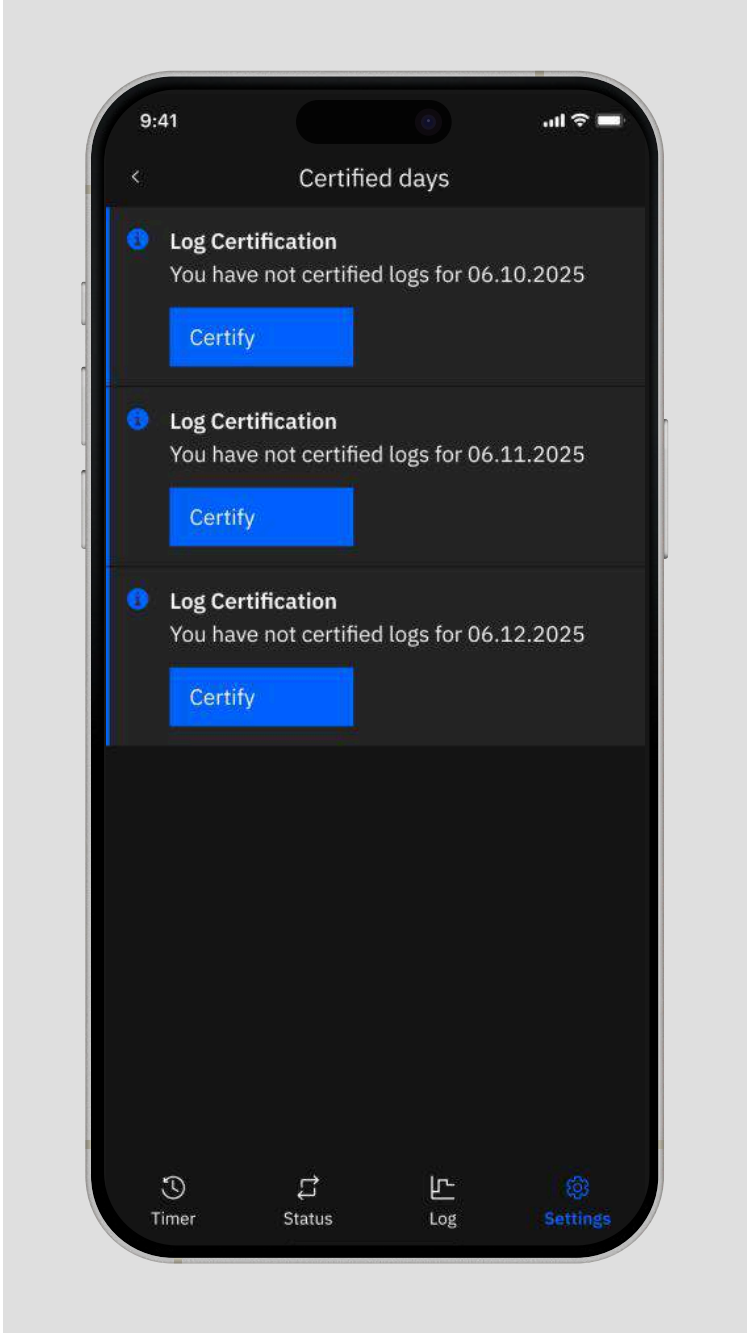 9:41
Certified days
Log Certification
You have not certified logs for 06.10.2025
Certify
Log Certification
You have not certified logs for 06.11.2025
Certify
Log Certification
You have not certified logs for 06.12.2025
Certify
Timer Status Log Settings